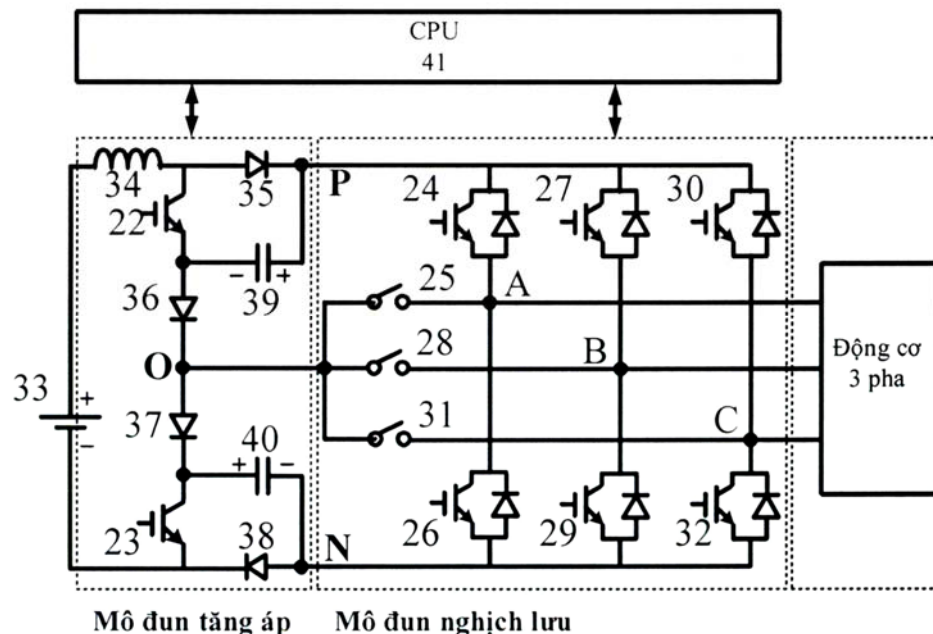 CPU
41
34
35
P
24
27
30
22
39
25
A
36
28
B
O
Động cơ
3 pha
33
31
C
37
40
23
38
N
26
29
32
Mô đun tăng áp
Mô đun nghịch lưu